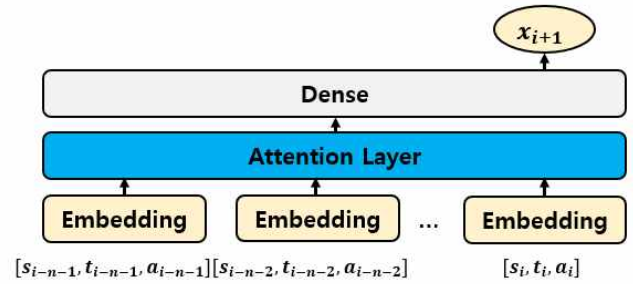 x_{i+1}
Dense
Attention Layer
Embedding Embedding ... Embedding
[s_{i-n-1}, t_{i-n-1}, a_{i-n-1}][s_{i-n-2}, t_{i-n-2}, a_{i-n-2}] [s_i, t_i, a_i]